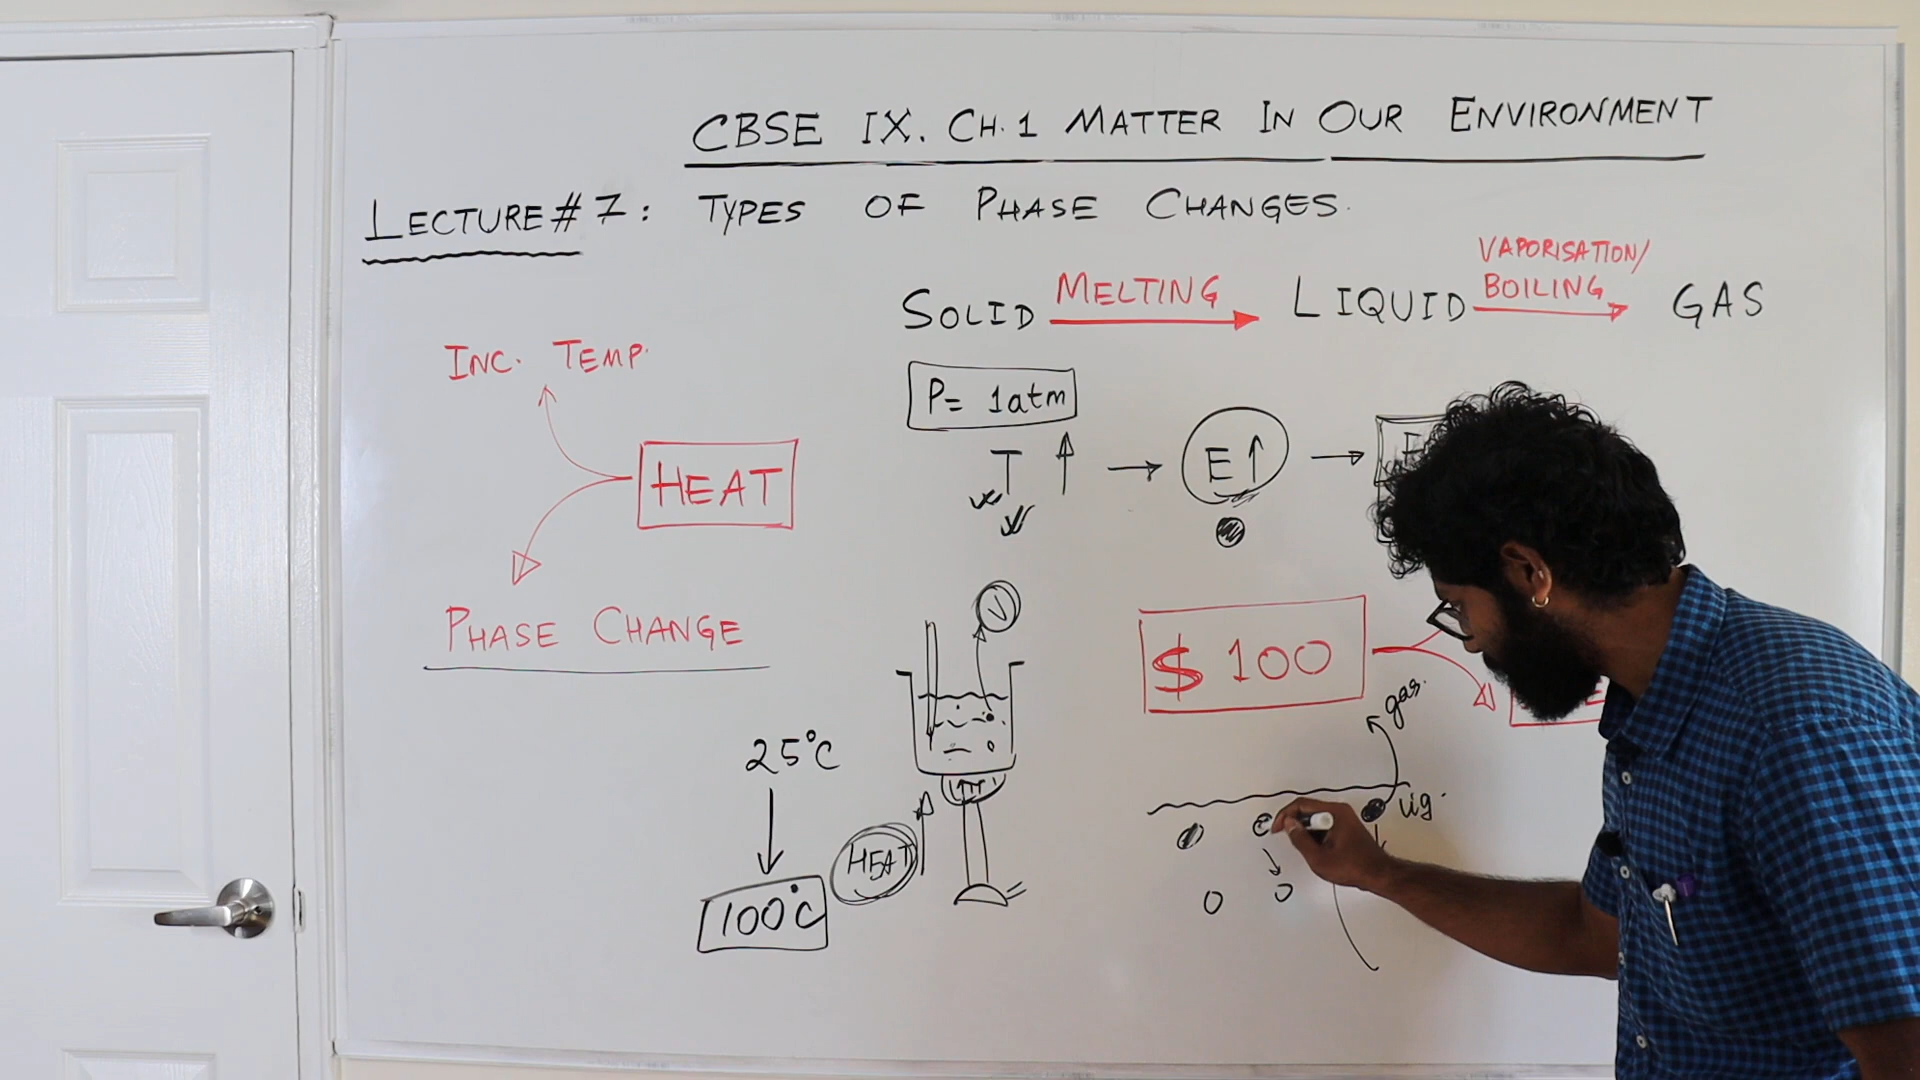 CBSE IX. CH. 1 MATTER IN OUR ENVIRONMENT
LECTURE # 7: TYPES OF PHASE CHANGES.
SOLID MELTING LIQUID VAPORISATION/ BOILING GAS
INC. TEMP.
HEAT
PHASE CHANGE
P= 1atm
T ↑ → E↑ →
V
$ 100
25°C
100°C
HEAT
gas.
liq.